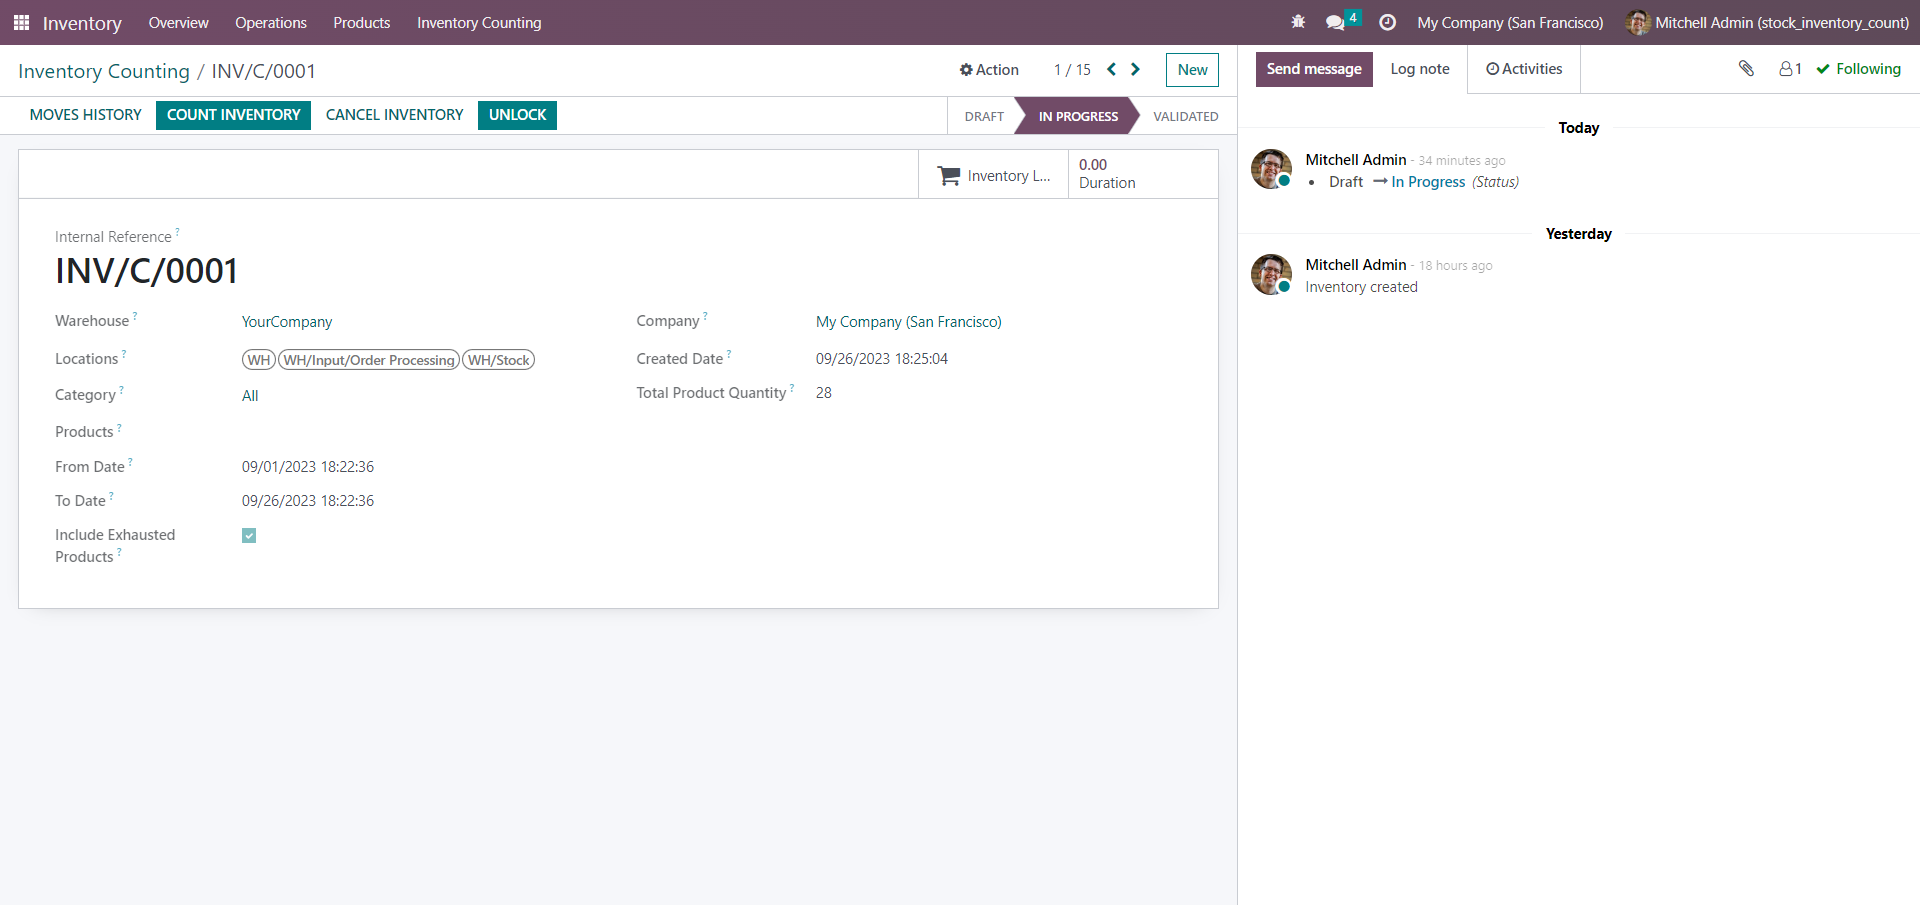 Inventory Overview Operations Products Inventory Counting 4 My Company (San Francisco) Mitchell Admin (stock_inventory_count)
Inventory Counting / INV/C/0001 Action 1 / 15 New
MOVES HISTORY COUNT INVENTORY CANCEL INVENTORY UNLOCK DRAFT IN PROGRESS VALIDATED
Inventory L... 0.00 Duration
Internal Reference ?
INV/C/0001
Warehouse ? YourCompany Company ? My Company (San Francisco)
Locations ? WH WH/Input/Order Processing WH/Stock Created Date ? 09/26/2023 18:25:04
Category ? All Total Product Quantity ? 28
Products ?
From Date ? 09/01/2023 18:22:36
To Date ? 09/26/2023 18:22:36
Include Exhausted
Products ?
Send message Log note Activities 1 Following
Today
Mitchell Admin - 34 minutes ago
• Draft → In Progress (Status)
Yesterday
Mitchell Admin - 18 hours ago
Inventory created